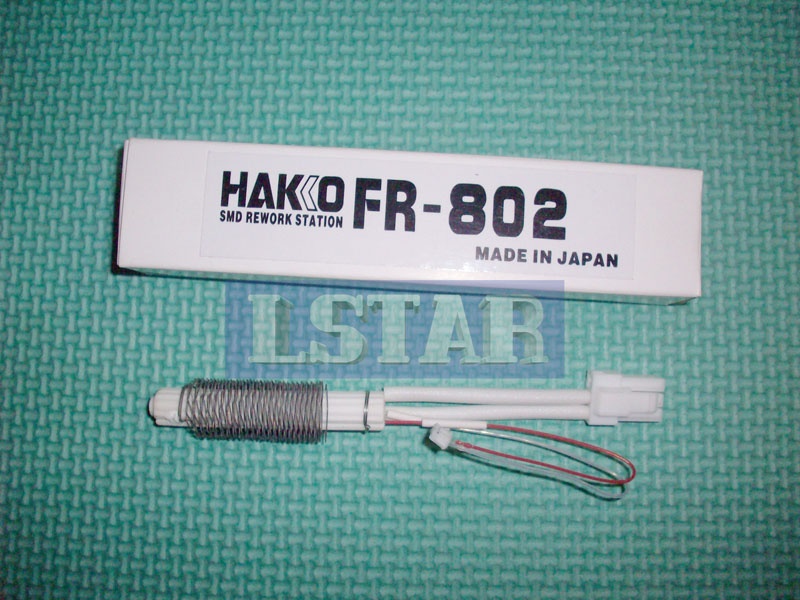 HAKKO FR-802
SMD REWORK STATION
MADE IN JAPAN
LSTAR